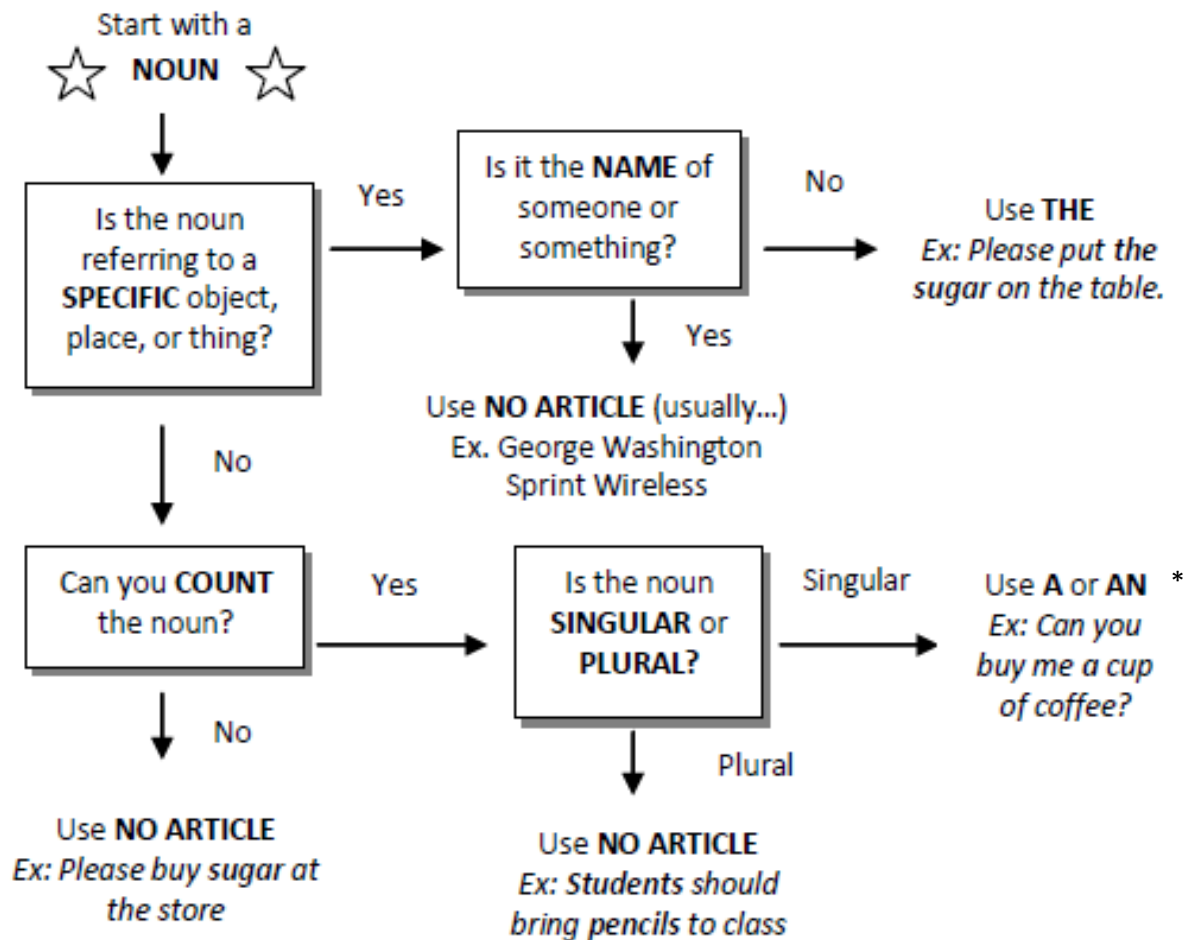 Start with a
NOUN
Is the noun
referring to a
SPECIFIC object,
place, or thing?
Yes
Is it the NAME of
someone or
something?
No
Use THE
Ex: Please put the
sugar on the table.
Yes
Use NO ARTICLE (usually...)
Ex. George Washington
Sprint Wireless
No
Can you COUNT
the noun?
Yes
Is the noun
SINGULAR or
PLURAL?
Singular
Use A or AN *
Ex: Can you
buy me a cup
of coffee?
No
Use NO ARTICLE
Ex: Please buy sugar at
the store
Plural
Use NO ARTICLE
Ex: Students should
bring pencils to class